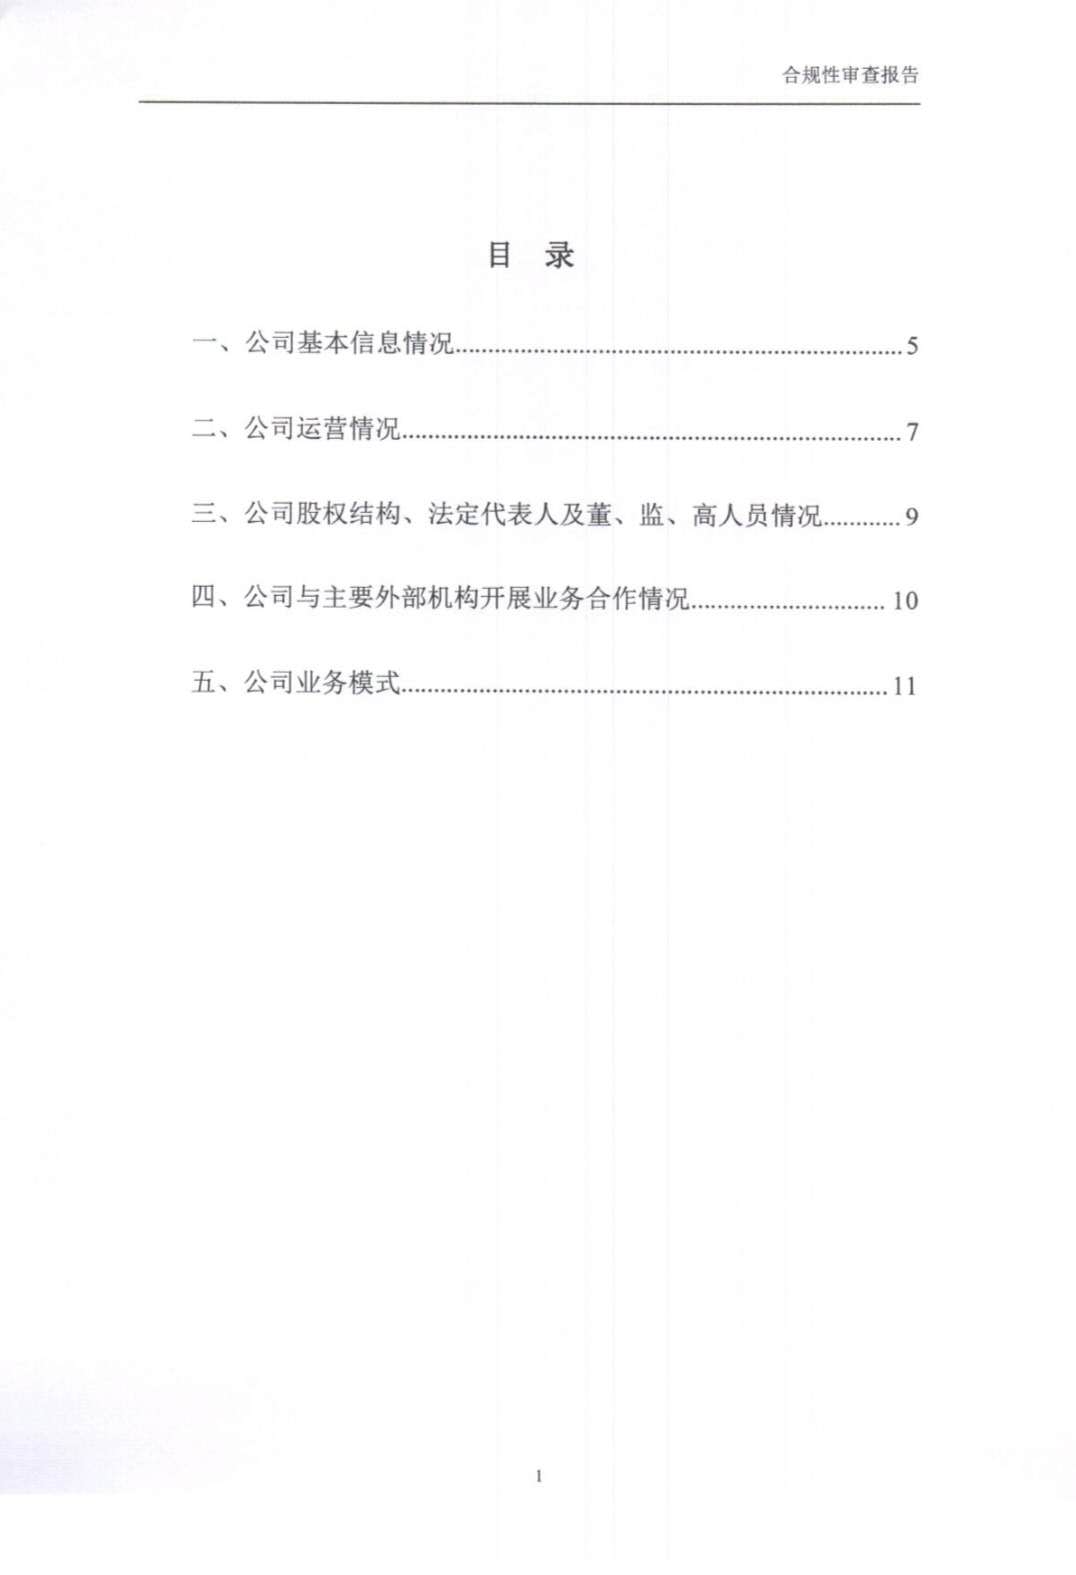 合规性审查报告
目 录
一、公司基本信息情况........................................................................5
二、公司运营情况................................................................................7
三、公司股权结构、法定代表人及董、监、高人员情况............9
四、公司与主要外部机构开展业务合作情况..............................10
五、公司业务模式..............................................................................11
1